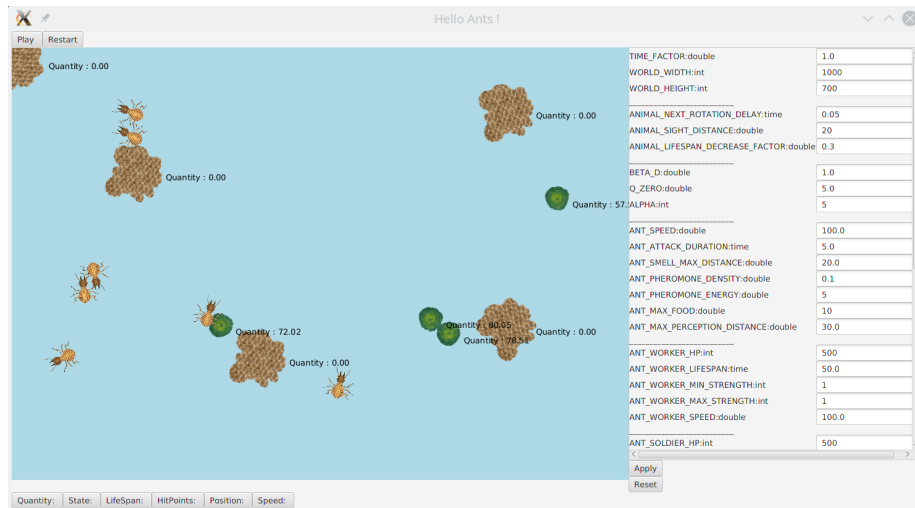 Hello Ants !
Play Restart
Quantity : 0.00
Quantity : 0.00
Quantity : 0.00
Quantity : 57.
Quantity : 72.02
Quantity : 80.05
Quantity : 78.51
Quantity : 0.00
Quantity : 0.00
TIME_FACTOR:double 1.0
WORLD_WIDTH:int 1000
WORLD_HEIGHT:int 700
ANIMAL_NEXT_ROTATION_DELAY:time 0.05
ANIMAL_SIGHT_DISTANCE:double 20
ANIMAL_LIFESPAN_DECREASE_FACTOR:double 0.3
BETA_D:double 1.0
Q_ZERO:double 5.0
ALPHA:int 5
ANT_SPEED:double 100.0
ANT_ATTACK_DURATION:time 5.0
ANT_SMELL_MAX_DISTANCE:double 20.0
ANT_PHEROMONE_DENSITY:double 0.1
ANT_PHEROMONE_ENERGY:double 5
ANT_MAX_FOOD:double 10
ANT_MAX_PERCEPTION_DISTANCE:double 30.0
ANT_WORKER_HP:int 500
ANT_WORKER_LIFESPAN:time 50.0
ANT_WORKER_MIN_STRENGTH:int 1
ANT_WORKER_MAX_STRENGTH:int 1
ANT_WORKER_SPEED:double 100.0
ANT_SOLDIER_HP:int 500
Apply
Reset
Quantity: State: LifeSpan: HitPoints: Position: Speed: